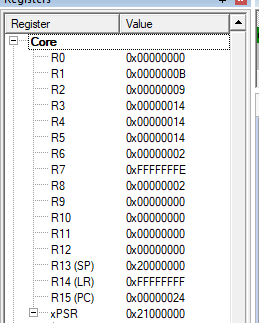 Registers
Register Value
Core
R0 0x00000000
R1 0x0000000B
R2 0x00000009
R3 0x00000014
R4 0x00000014
R5 0x00000014
R6 0x00000002
R7 0xFFFFFFFE
R8 0x00000002
R9 0x00000000
R10 0x00000000
R11 0x00000000
R12 0x00000000
R13 (SP) 0x20000000
R14 (LR) 0xFFFFFFFF
R15 (PC) 0x00000024
xPSR 0x21000000